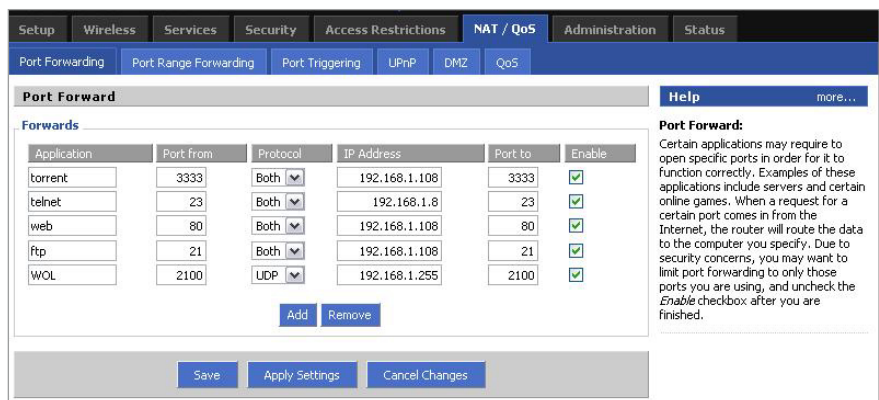 Setup Wireless Services Security Access Restrictions NAT / QoS Administration Status
Port Forwarding Port Range Forwarding Port Triggering UPnP DMZ QoS
Port Forward
Forwards
Application Port from Protocol IP Address Port to Enable
torrent 3333 Both 192.168.1.108 3333
telnet 23 Both 192.168.1.8 23
web 80 Both 192.168.1.108 80
ftp 21 Both 192.168.1.108 21
WOL 2100 UDP 192.168.1.255 2100
Add Remove
Save Apply Settings Cancel Changes
Help more...
Port Forward:
Certain applications may require to
open specific ports in order for it to
function correctly. Examples of these
applications include servers and certain
online games. When a request for a
certain port comes in from the
Internet, the router will route the data
to the computer you specify. Due to
security concerns, you may want to
limit port forwarding to only those
ports you are using, and uncheck the
Enable checkbox after you are
finished.